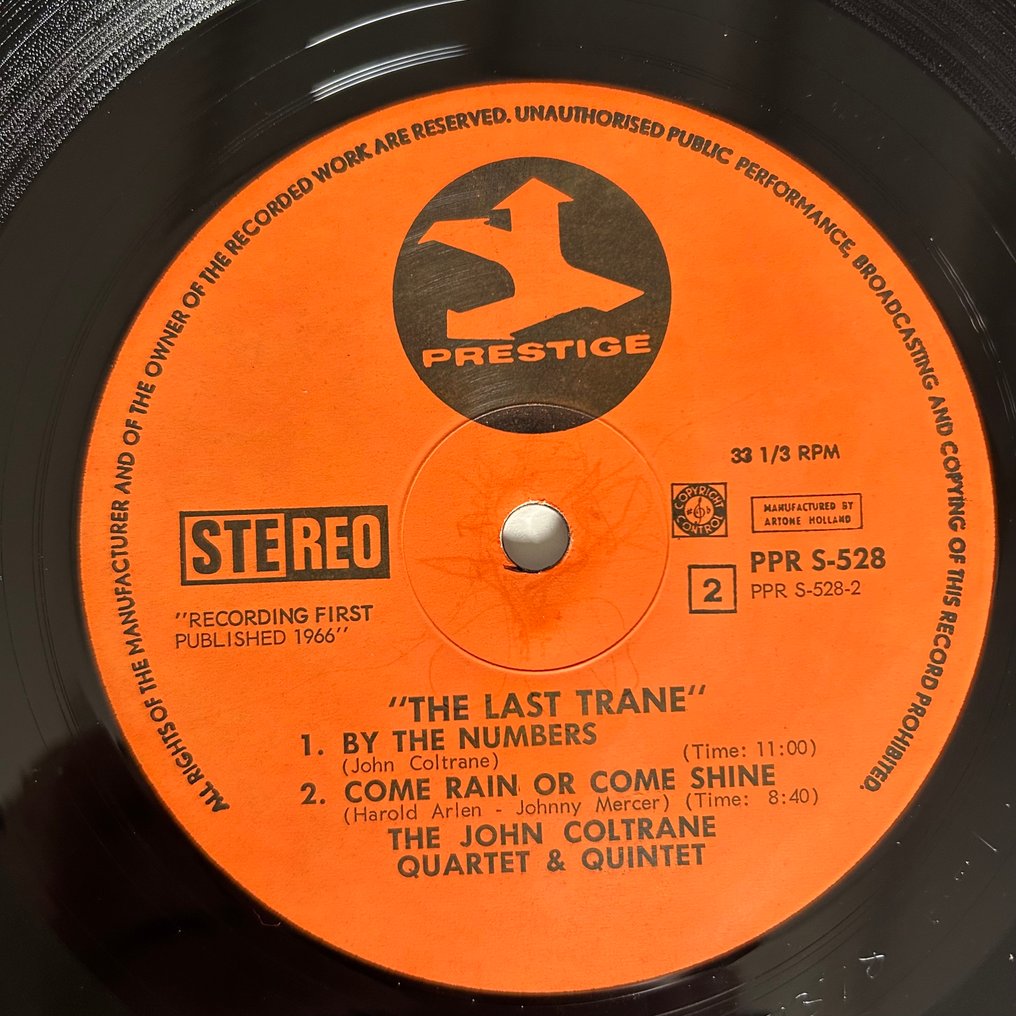 ALL RIGHTS OF THE MANUFACTURER AND OF THE OWNER OF THE RECORDED WORK ARE RESERVED. UNAUTHORISED PUBLIC PERFORMANCE, BROADCASTING AND COPYING OF THIS RECORD PROHIBITED.
PRESTIGE
33 1/3 RPM
COPYRIGHT
CONTROL
MANUFACTURED BY
ARTONE HOLLAND
STEREO
PPR S-528
2
PPR S-528-2
"RECORDING FIRST
PUBLISHED 1966"
"THE LAST TRANE"
1. BY THE NUMBERS
(John Coltrane) (Time: 11:00)
2. COME RAIN OR COME SHINE
(Harold Arlen - Johnny Mercer) (Time: 8:40)
THE JOHN COLTRANE
QUARTET & QUINTET